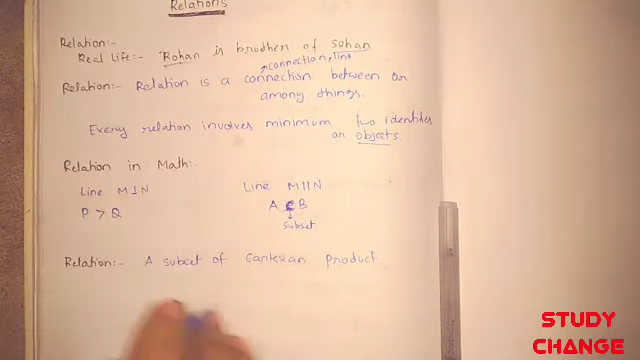 Relations
Relation:-
Real Life:- Rohan is brother of Sohan
connection, link
Relation:- Relation is a connection between or
among things.
Every relation involves minimum two identities
or objects.
Relation in Math:-
Line M⊥N Line M||N
P > Q A ⊂ B
subset
Relation:- A subset of Cartesian Product
STUDY
CHANGE